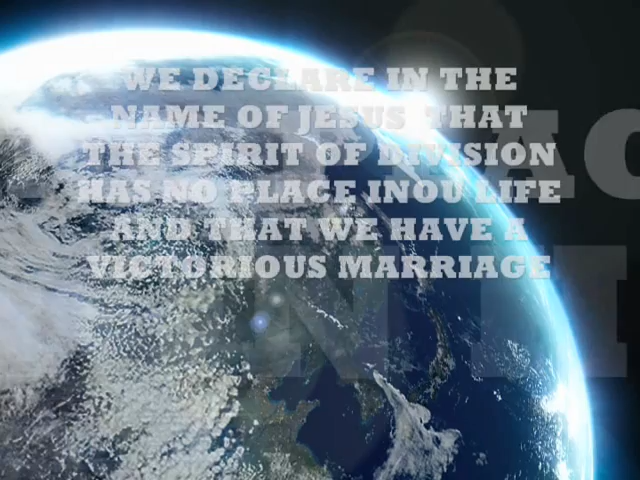 WE DECLARE IN THE
NAME OF JESUS THAT
THE SPIRIT OF DIVISION
HAS NO PLACE INOU LIFE
AND THAT WE HAVE A
VICTORIOUS MARRIAGE